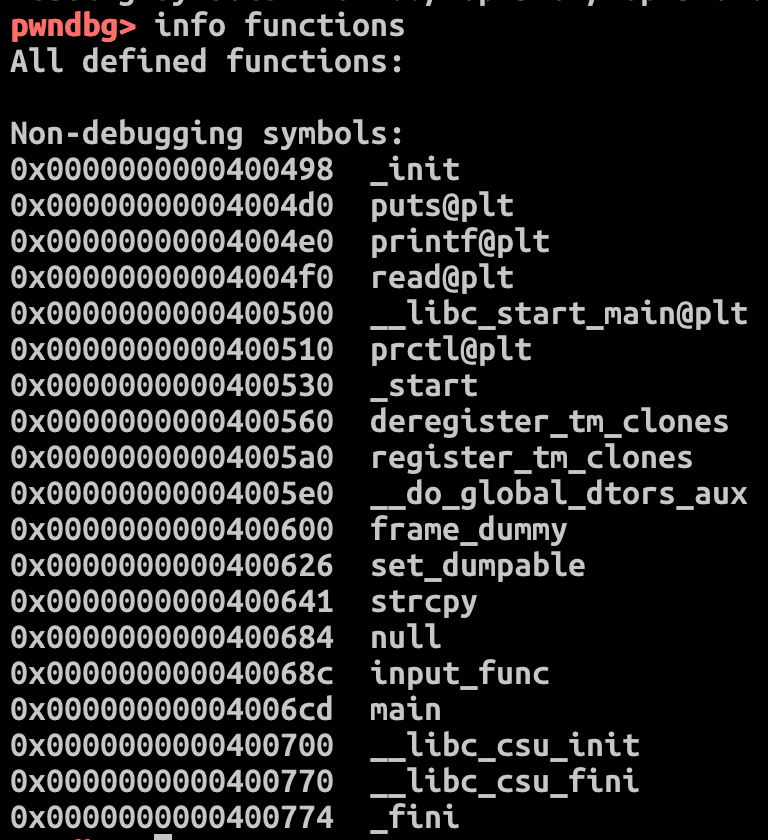 pwndbg> info functions
All defined functions:
Non-debugging symbols:
0x0000000000400498  _init
0x00000000004004d0  puts@plt
0x00000000004004e0  printf@plt
0x00000000004004f0  read@plt
0x0000000000400500  __libc_start_main@plt
0x0000000000400510  prctl@plt
0x0000000000400530  _start
0x0000000000400560  deregister_tm_clones
0x00000000004005a0  register_tm_clones
0x00000000004005e0  __do_global_dtors_aux
0x0000000000400600  frame_dummy
0x0000000000400626  set_dumpable
0x0000000000400641  strcpy
0x0000000000400684  null
0x000000000040068c  input_func
0x00000000004006cd  main
0x0000000000400700  __libc_csu_init
0x0000000000400770  __libc_csu_fini
0x0000000000400774  _fini